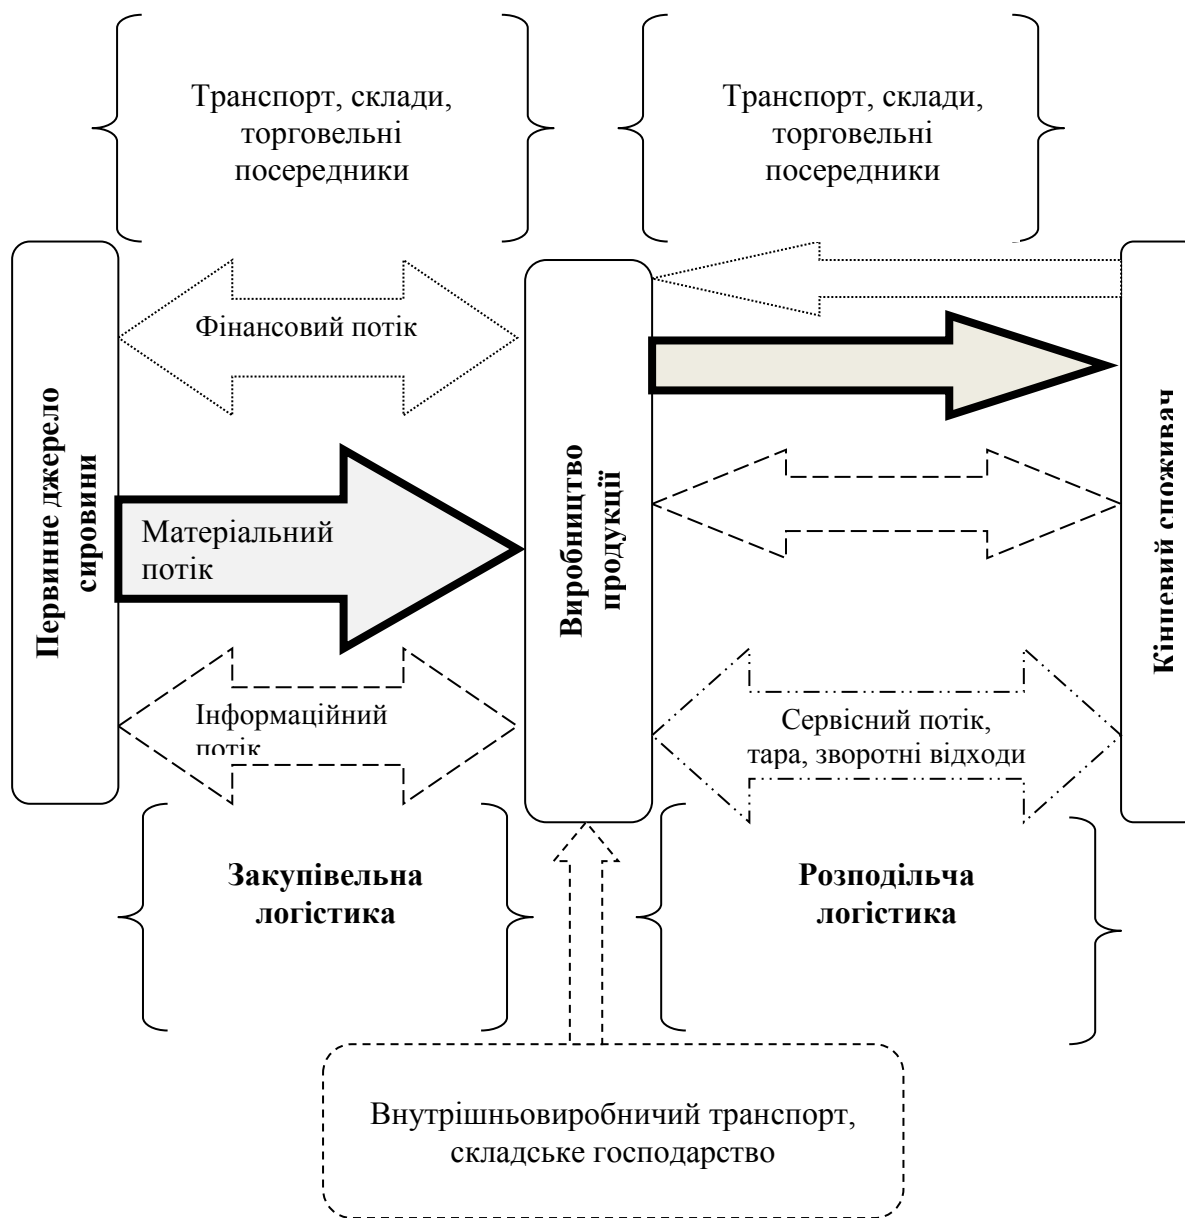 Транспорт, склади,
торговельні
посередники
Транспорт, склади,
торговельні
посередники
Первинне джерело
сировини
Фінансовий потік
Матеріальний
потік
Інформаційний
потік
Виробництво
продукції
Сервісний потік,
тара, зворотні відходи
Кінцевий споживач
Закупівельна
логістика
Розподільча
логістика
Внутрішньовиробничий транспорт,
складське господарство